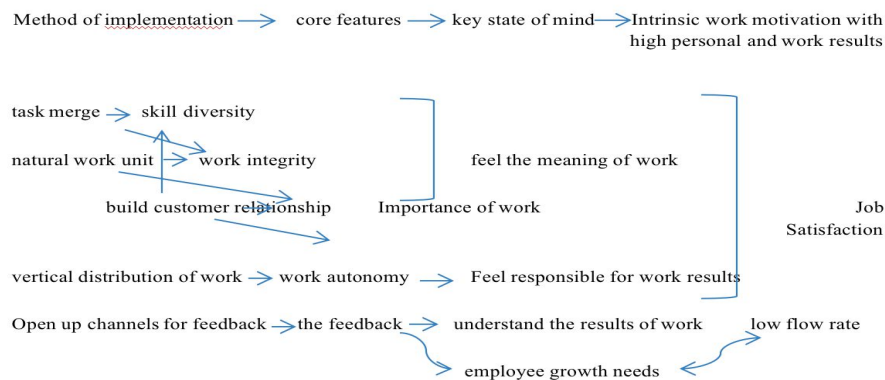 Method of implementation core features key state of mind Intrinsic work motivation with
high personal and work results
task merge skill diversity
natural work unit work integrity feel the meaning of work
build customer relationship Importance of work Job
Satisfaction
vertical distribution of work work autonomy Feel responsible for work results
Open up channels for feedback the feedback understand the results of work low flow rate
employee growth needs